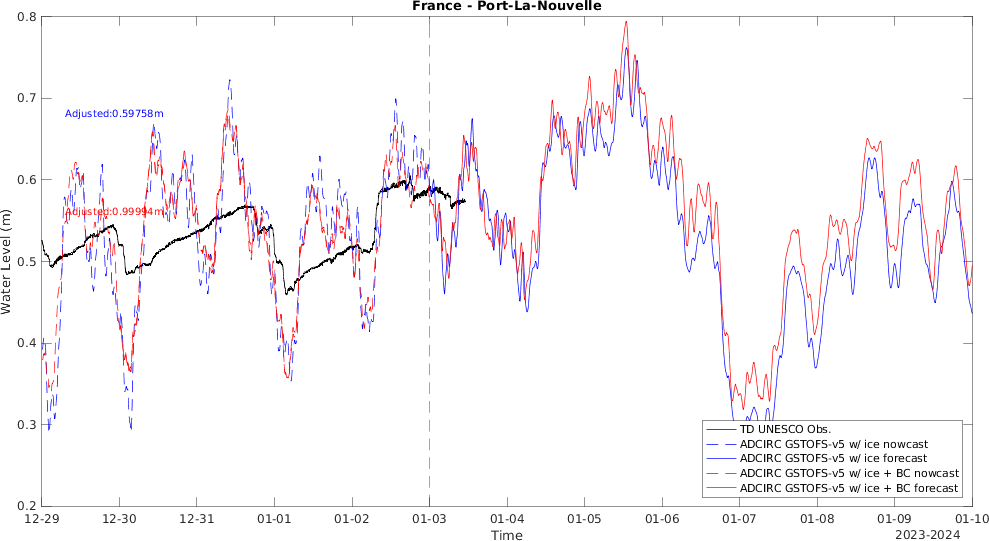 France - Port-La-Nouvelle
Water Level (m)
0.8
0.7
0.6
0.5
0.4
0.3
0.2
Adjusted:0.59758m
Adjusted:0.99994m
TD UNESCO Obs.
ADCIRC GSTOFS-v5 w/ ice nowcast
ADCIRC GSTOFS-v5 w/ ice forecast
ADCIRC GSTOFS-v5 w/ ice + BC nowcast
ADCIRC GSTOFS-v5 w/ ice + BC forecast
12-29 12-30 12-31 01-01 01-02 01-03 01-04 01-05 01-06 01-07 01-08 01-09 01-10
Time
2023-2024